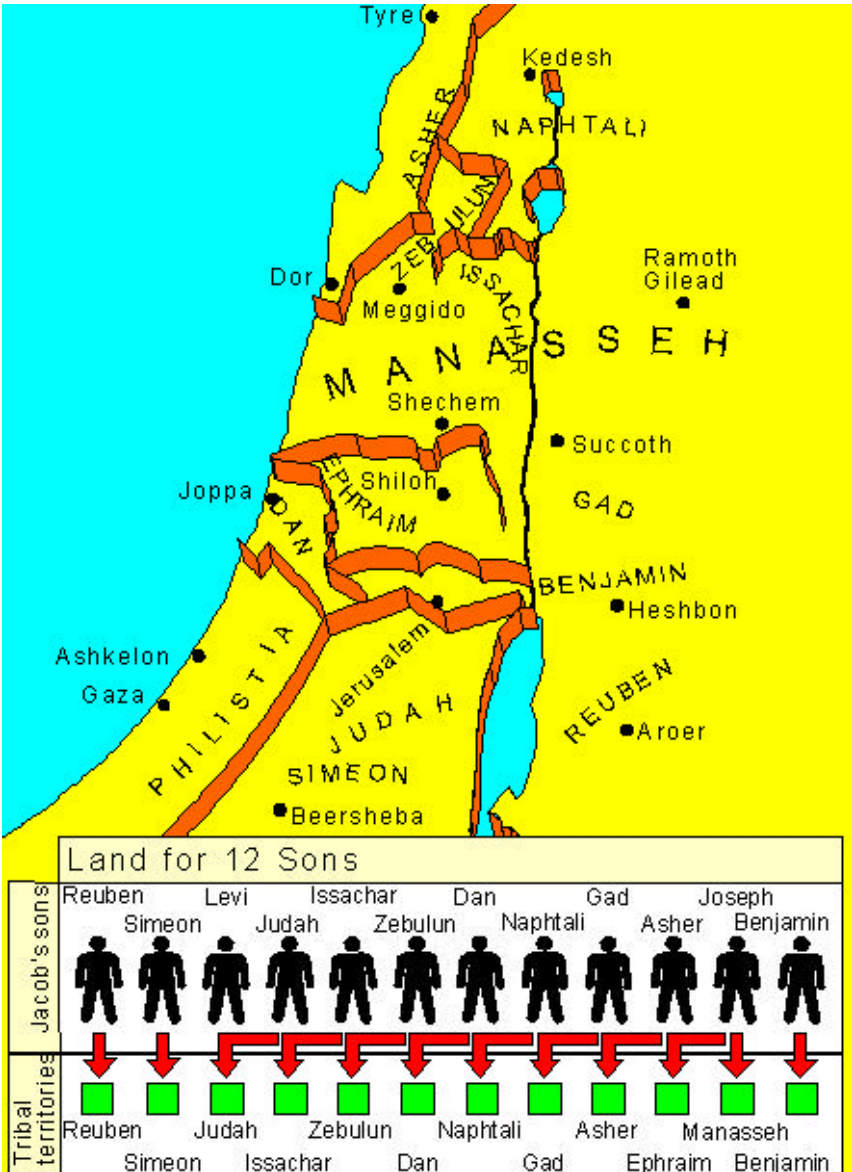 Tyre
Kedesh
NAPHTALI
ASHER
ZEBULUN
ISSACHAR
Dor
Meggido
Ramoth
Gilead
MANASSEH
Shechem
Succoth
EPHRAIM
Shiloh
Joppa
DAN
GAD
BENJAMIN
Heshbon
Ashkelon
Gaza
PHILISTIA
Jerusalem
JUDAH
REUBEN
Aroer
SIMEON
Beersheba
Land for 12 Sons
Jacob's sons
Reuben Levi Issachar Dan Gad Joseph
Simeon Judah Zebulun Naphtali Asher Benjamin
Tribal
territories
Reuben Judah Zebulun Naphtali Asher Manasseh
Simeon Issachar Dan Gad Ephraim Benjamin